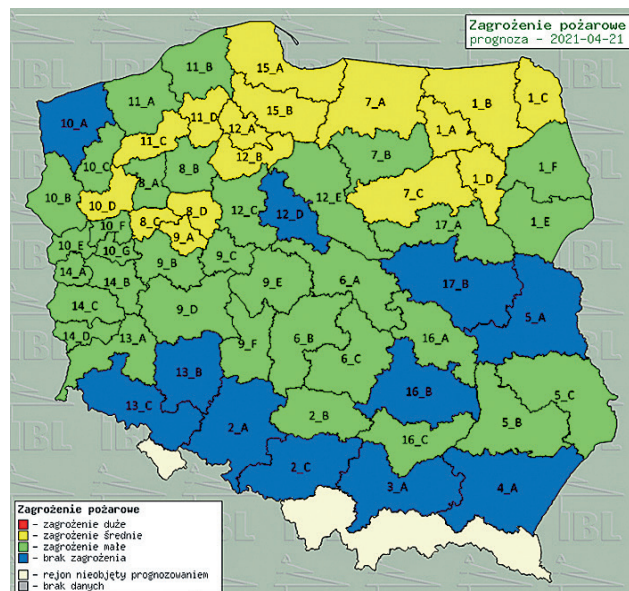 Zagrożenie pożarowe
prognoza - 2021-04-21
11_B
15_A
11_A
15_B
7_A
1_B
1_C
10_A
11_D
12_A
1_A
11_C
12_B
7_B
10_C
8_B
1_F
8_A
1_D
10_B
12_E
7_C
10_D
8_D
12_C
12_D
8_C
17_A
1_E
10_F
9_A
10_E
10_G
9_C
9_B
14_A
14_B
9_E
6_A
17_B
14_C
9_D
5_A
14_D
13_A
6_B
16_A
9_F
6_C
13_B
16_B
5_C
13_C
2_A
2_B
5_B
16_C
2_C
3_A
4_A
Zagrożenie pożarowe
- zagrożenie duże
- zagrożenie średnie
- zagrożenie małe
- brak zagrożenia
- rejon nieobjęty prognozowaniem
- brak danych
IBL
IBL
IBL